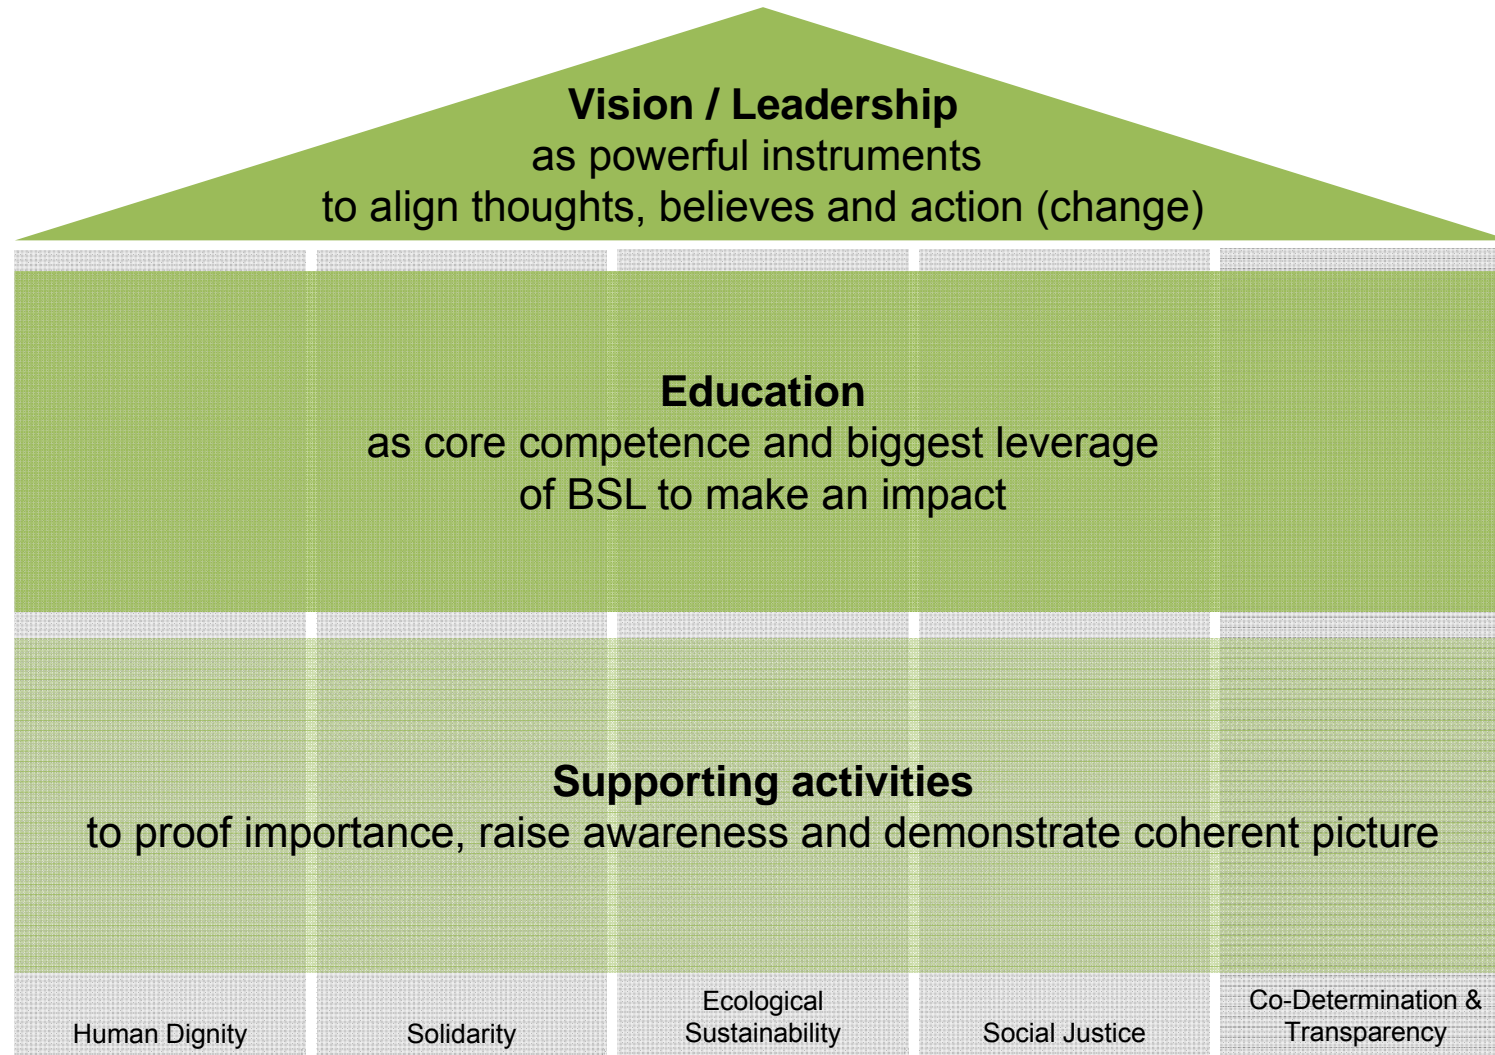 Vision / Leadership
as powerful instruments
to align thoughts, believes and action (change)
Education
as core competence and biggest leverage
of BSL to make an impact
Supporting activities
to proof importance, raise awareness and demonstrate coherent picture
Human Dignity
Solidarity
Ecological
Sustainability
Social Justice
Co-Determination &
Transparency